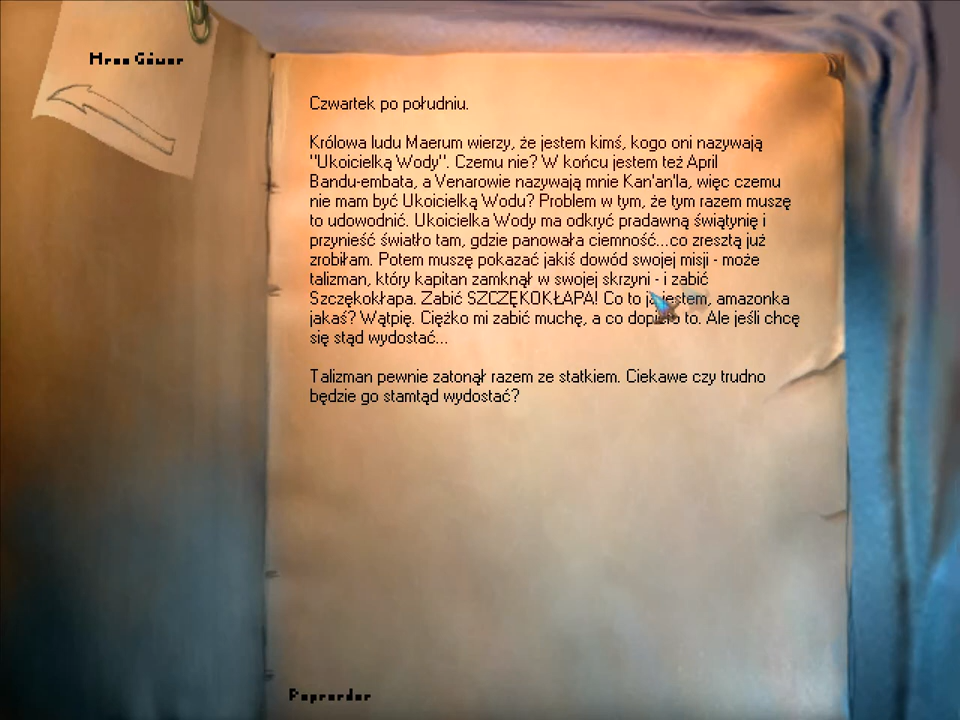 Czwartek po południu.
Królowa ludu Maerum wierzy, że jestem kimś, kogo oni nazywają
"Ukoicielką Wody". Czemu nie? W końcu jestem też April
Bandu-embata, a Venarowie nazywają mnie Kan'an'la, więc czemu
nie mam być Ukoicielką Wodu? Problem w tym, że tym razem muszę
to udowodnić. Ukoicielka Wody ma odkryć pradawną świątynię i
przynieść światło tam, gdzie panowała ciemność...co zresztą już
zrobiłam. Potem muszę pokazać jakiś dowód swojej misji - może
talizman, który kapitan zamknął w swojej skrzyni - i zabić
Szczękokłapa. Zabić SZCZĘKOKŁAPA! Co to ja jestem, amazonka
jakaś? Wątpię. Ciężko mi zabić muchę, a co dopiero to. Ale jeśli chcę
się stąd wydostać...
Talizman pewnie zatonął razem ze statkiem. Ciekawe czy trudno
będzie go stamtąd wydostać?